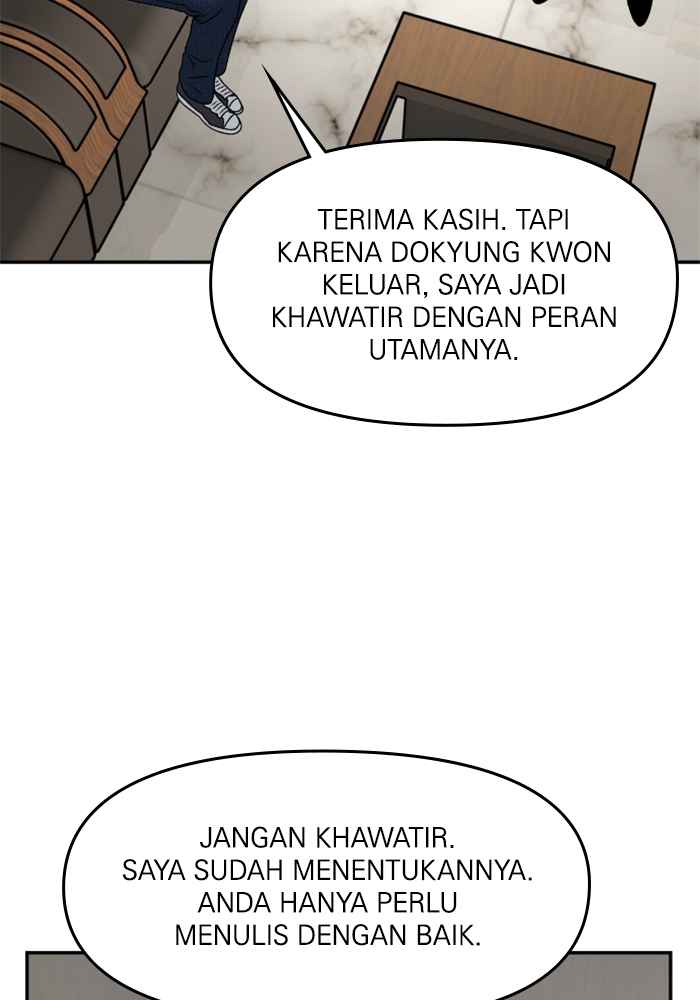 TERIMA KASIH. TAPI
KARENA DOKYUNG KWON
KELUAR, SAYA JADI
KHAWATIR DENGAN PERAN
UTAMANYA.
JANGAN KHAWATIR.
SAYA SUDAH MENENTUKANNYA.
ANDA HANYA PERLU
MENULIS DENGAN BAIK.